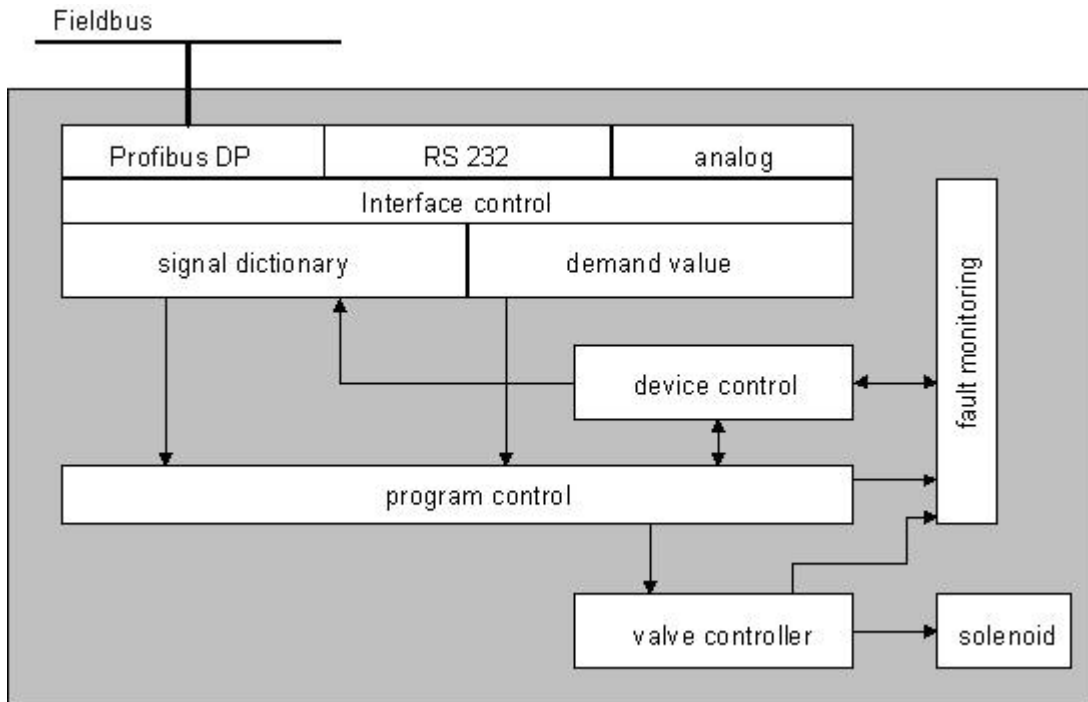 Fieldbus
Profibus DP
RS 232
analog
Interface control
signal dictionary
demand value
fault monitoring
device control
program control
valve controller
solenoid